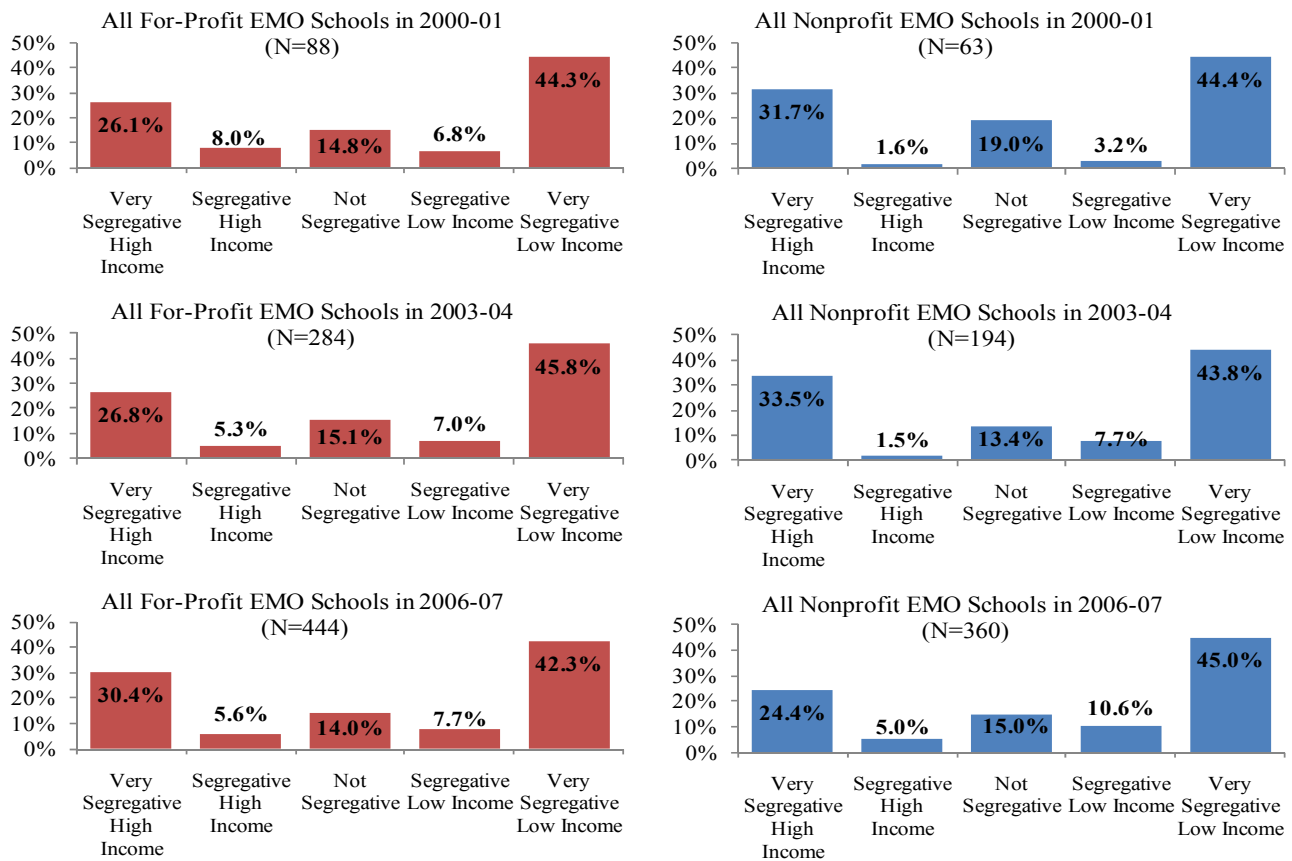 All For-Profit EMO Schools in 2000-01
(N=88)
50%
40%
30%
20%
10%
0%
26.1%
8.0%
14.8%
6.8%
44.3%
Very
Segregative
High
Income
Segregative
High
Income
Not
Segregative
Segregative
Low Income
Very
Segregative
Low Income
All Nonprofit EMO Schools in 2000-01
(N=63)
50%
40%
30%
20%
10%
0%
31.7%
1.6%
19.0%
3.2%
44.4%
Very
Segregative
High
Income
Segregative
High
Income
Not
Segregative
Segregative
Low Income
Very
Segregative
Low Income
All For-Profit EMO Schools in 2003-04
(N=284)
50%
40%
30%
20%
10%
0%
26.8%
5.3%
15.1%
7.0%
45.8%
Very
Segregative
High
Income
Segregative
High
Income
Not
Segregative
Segregative
Low Income
Very
Segregative
Low Income
All Nonprofit EMO Schools in 2003-04
(N=194)
50%
40%
30%
20%
10%
0%
33.5%
1.5%
13.4%
7.7%
43.8%
Very
Segregative
High
Income
Segregative
High
Income
Not
Segregative
Segregative
Low Income
Very
Segregative
Low Income
All For-Profit EMO Schools in 2006-07
(N=444)
50%
40%
30%
20%
10%
0%
30.4%
5.6%
14.0%
7.7%
42.3%
Very
Segregative
High
Income
Segregative
High
Income
Not
Segregative
Segregative
Low Income
Very
Segregative
Low Income
All Nonprofit EMO Schools in 2006-07
(N=360)
50%
40%
30%
20%
10%
0%
24.4%
5.0%
15.0%
10.6%
45.0%
Very
Segregative
High
Income
Segregative
High
Income
Not
Segregative
Segregative
Low Income
Very
Segregative
Low Income